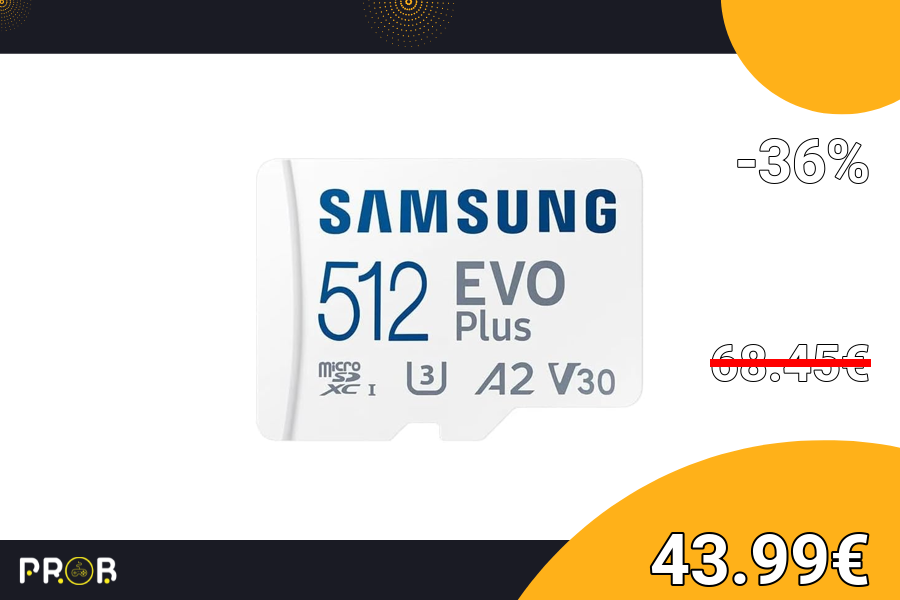 -36%
SAMSUNG
512 EVO
Plus
micro
SD
XC I U3 A2 V30
68.45€
43.99€
PROB